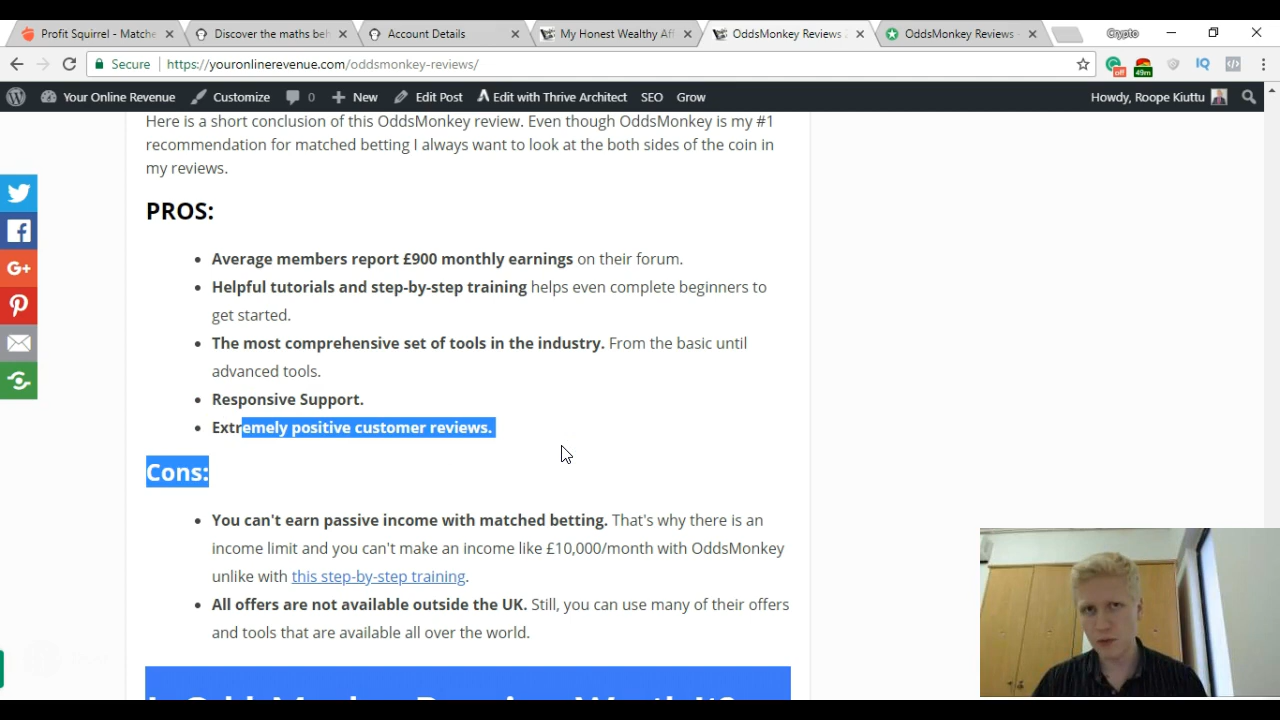 Profit Squirrel - Matche
Discover the maths beh
Account Details
My Honest Wealthy Aff
OddsMonkey Reviews 2
OddsMonkey Reviews -
Crypto
Secure
https://youronlinerevenue.com/oddsmonkey-reviews/
off
49m
IQ
Your Online Revenue
Customize
0
New
Edit Post
Edit with Thrive Architect
SEO
Grow
Howdy, Roope Kiuttu
Here is a short conclusion of this OddsMonkey review. Even though OddsMonkey is my #1
recommendation for matched betting I always want to look at the both sides of the coin in
my reviews.
PROS:
• Average members report £900 monthly earnings on their forum.
• Helpful tutorials and step-by-step training helps even complete beginners to
get started.
• The most comprehensive set of tools in the industry. From the basic until
advanced tools.
• Responsive Support.
• Extremely positive customer reviews.
Cons:
• You can't earn passive income with matched betting. That's why there is an
income limit and you can't make an income like £10,000/month with OddsMonkey
unlike with this step-by-step training.
• All offers are not available outside the UK. Still, you can use many of their offers
and tools that are available all over the world.